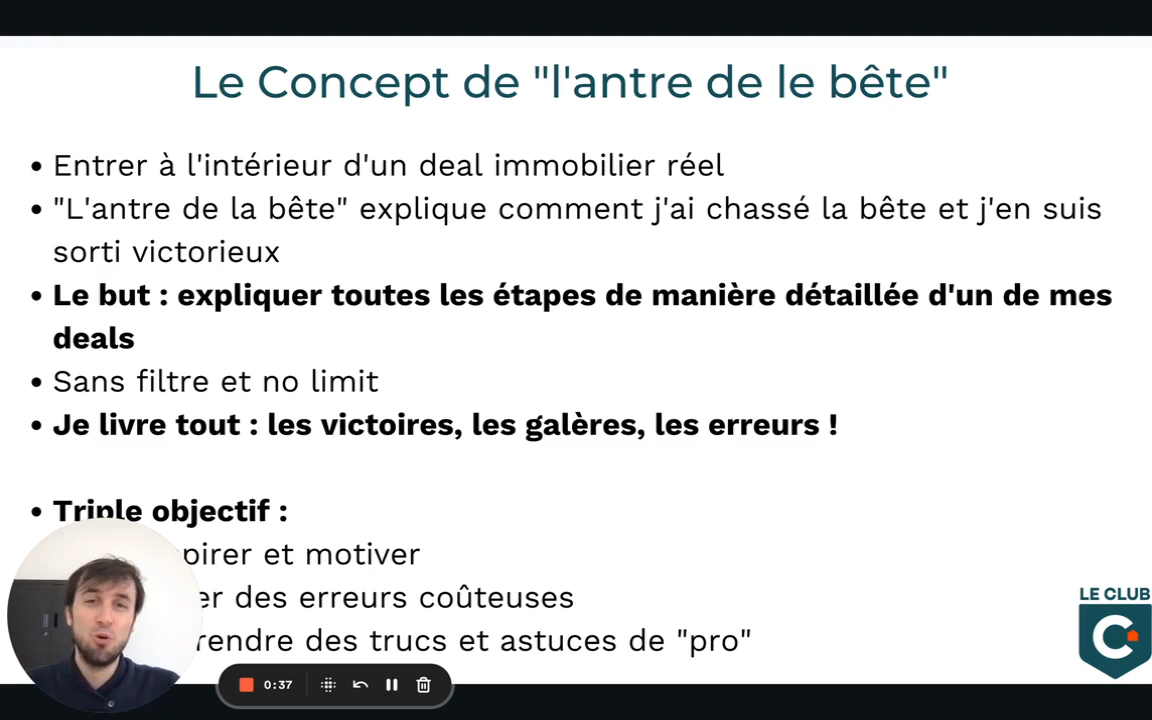 Le Concept de "l'antre de le bête"
• Entrer à l'intérieur d'un deal immobilier réel
• "L'antre de la bête" explique comment j'ai chassé la bête et j'en suis
sorti victorieux
• Le but : expliquer toutes les étapes de manière détaillée d'un de mes
deals
• Sans filtre et no limit
• Je livre tout : les victoires, les galères, les erreurs !
• Triple objectif :
et motiver
des erreurs coûteuses
des trucs et astuces de "pro"
LE CLUB
C
0:37